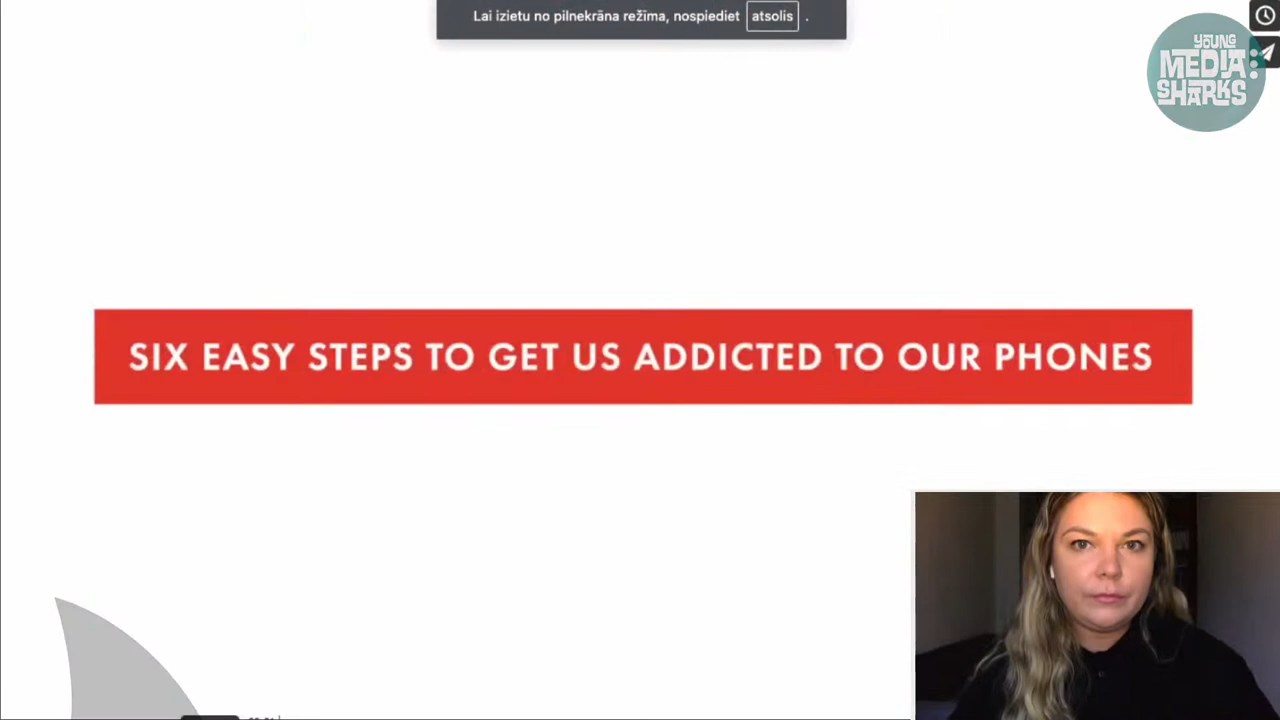 Lai izietu no pilnekrāna režīma, nospiediet atsolis .
YOUNG
MEDIA
SHARKS
SIX EASY STEPS TO GET US ADDICTED TO OUR PHONES